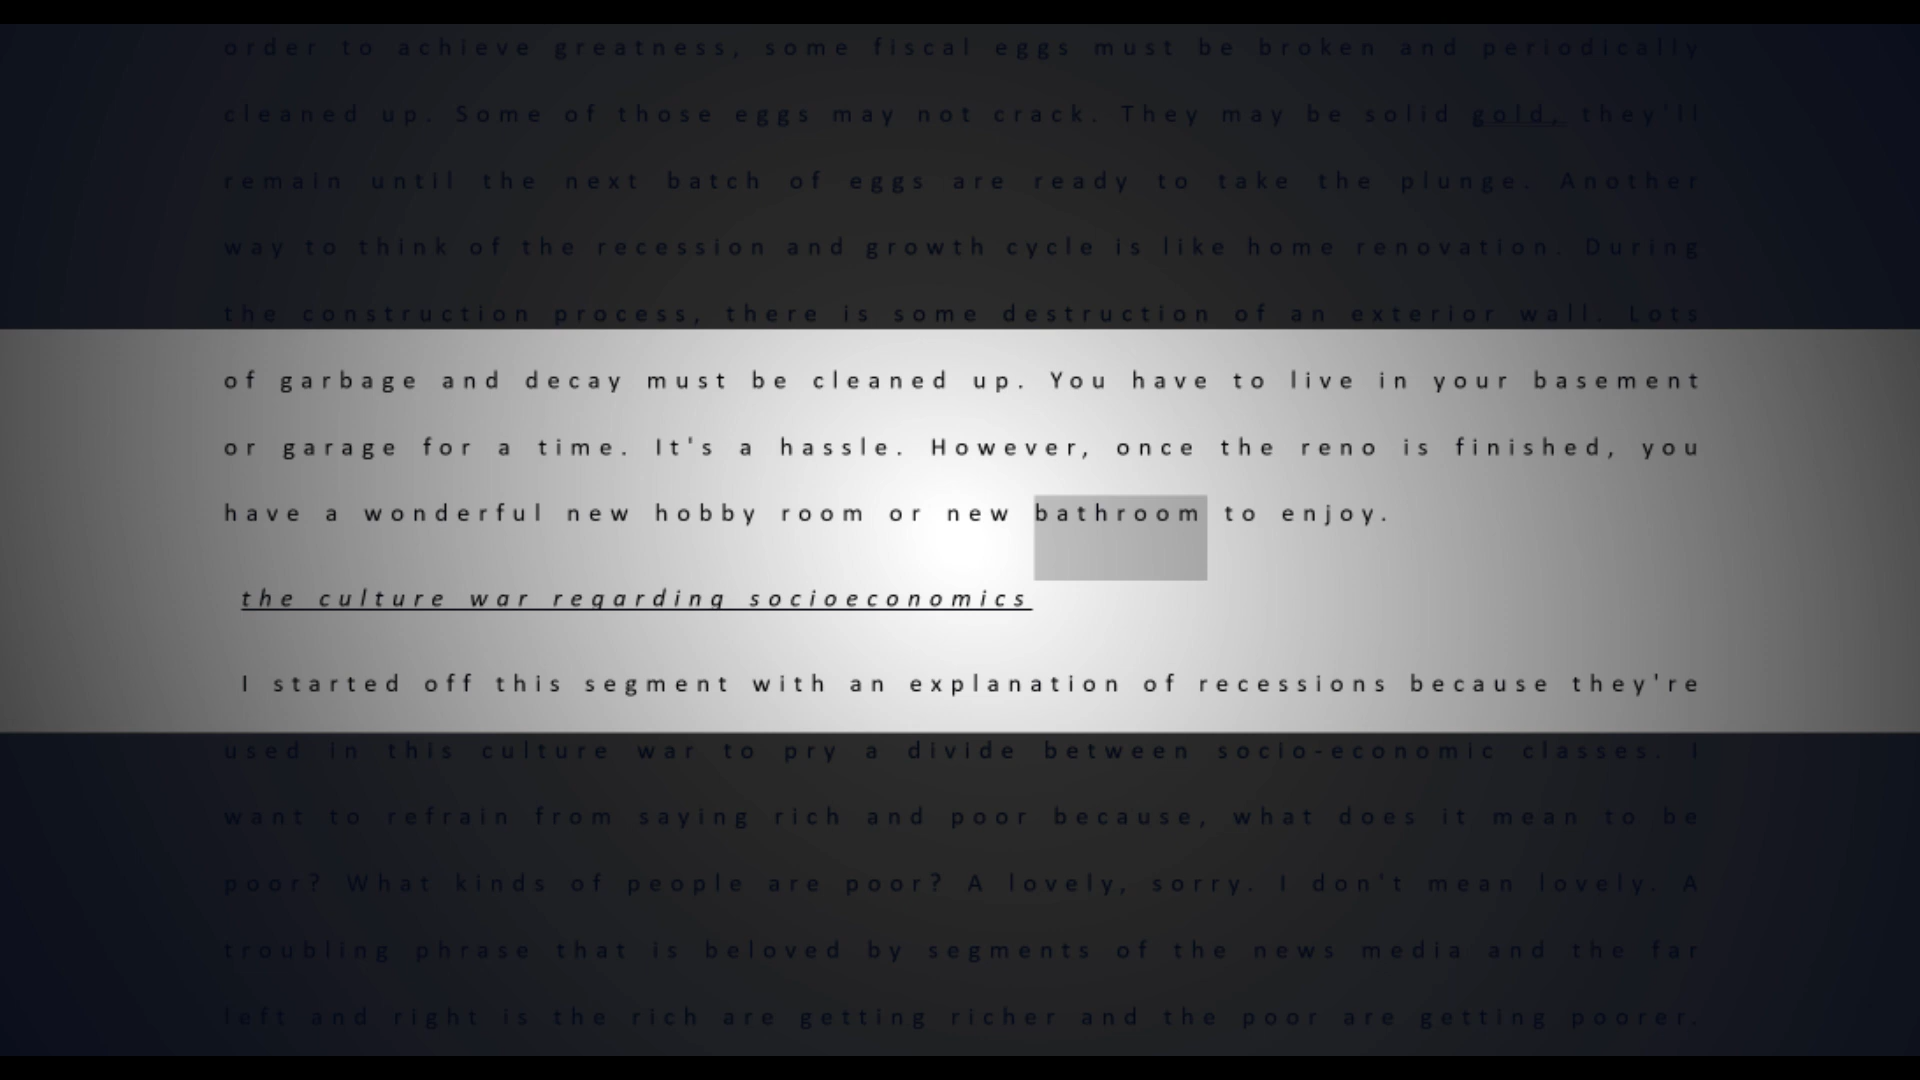 order to achieve greatness, some fiscal eggs must be broken and periodically
cleaned up. Some of those eggs may not crack. They may be solid gold, they'll
remain until the next batch of eggs are ready to take the plunge. Another
way to think of the recession and growth cycle is like home renovation. During
the construction process, there is some destruction of an exterior wall. Lots
of garbage and decay must be cleaned up. You have to live in your basement
or garage for a time. It's a hassle. However, once the reno is finished, you
have a wonderful new hobby room or new bathroom to enjoy.
the culture war regarding socioeconomics
I started off this segment with an explanation of recessions because they're
used in this culture war to pry a divide between socio-economic classes. I
want to refrain from saying rich and poor because, what does it mean to be
poor? What kinds of people are poor? A lovely, sorry. I don't mean lovely. A
troubling phrase that is beloved by segments of the news media and the far
left and right is the rich are getting richer and the poor are getting poorer.